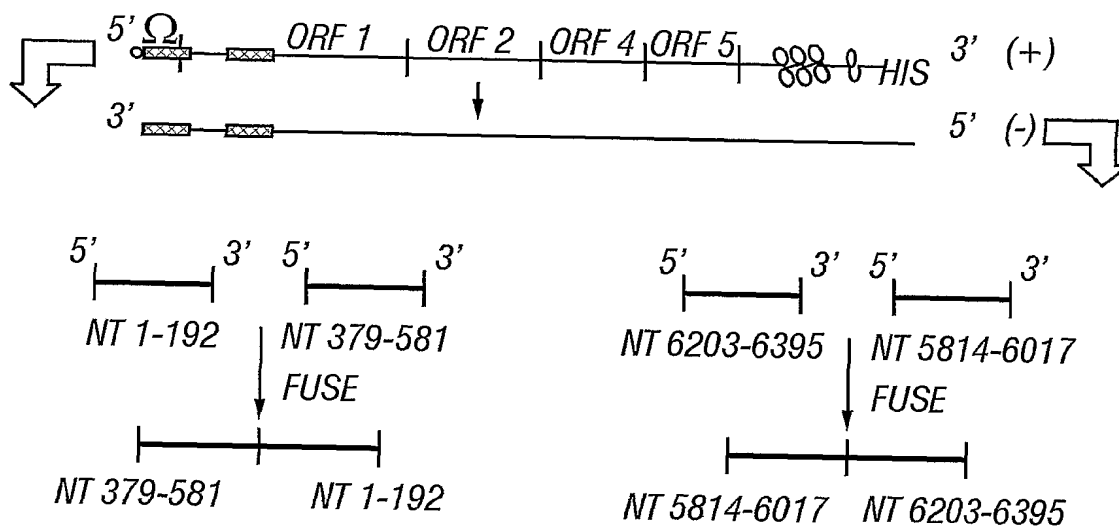 5' Ω ORF 1 ORF 2 ORF 4 ORF 5 HIS 3' (+)
3' 5' (-)
5' 3' 5' 3' 5' 3' 5' 3'
NT 1-192 NT 379-581 NT 6203-6395 NT 5814-6017
FUSE FUSE
NT 379-581 NT 1-192 NT 5814-6017 NT 6203-6395